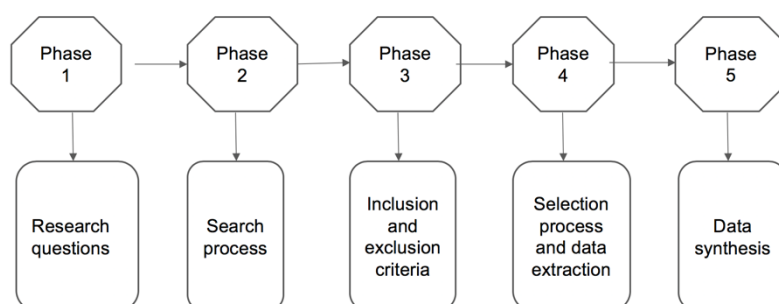 Phase
1
Phase
2
Phase
3
Phase
4
Phase
5
Research
questions
Search
process
Inclusion
and
exclusion
criteria
Selection
process
and data
extraction
Data
synthesis